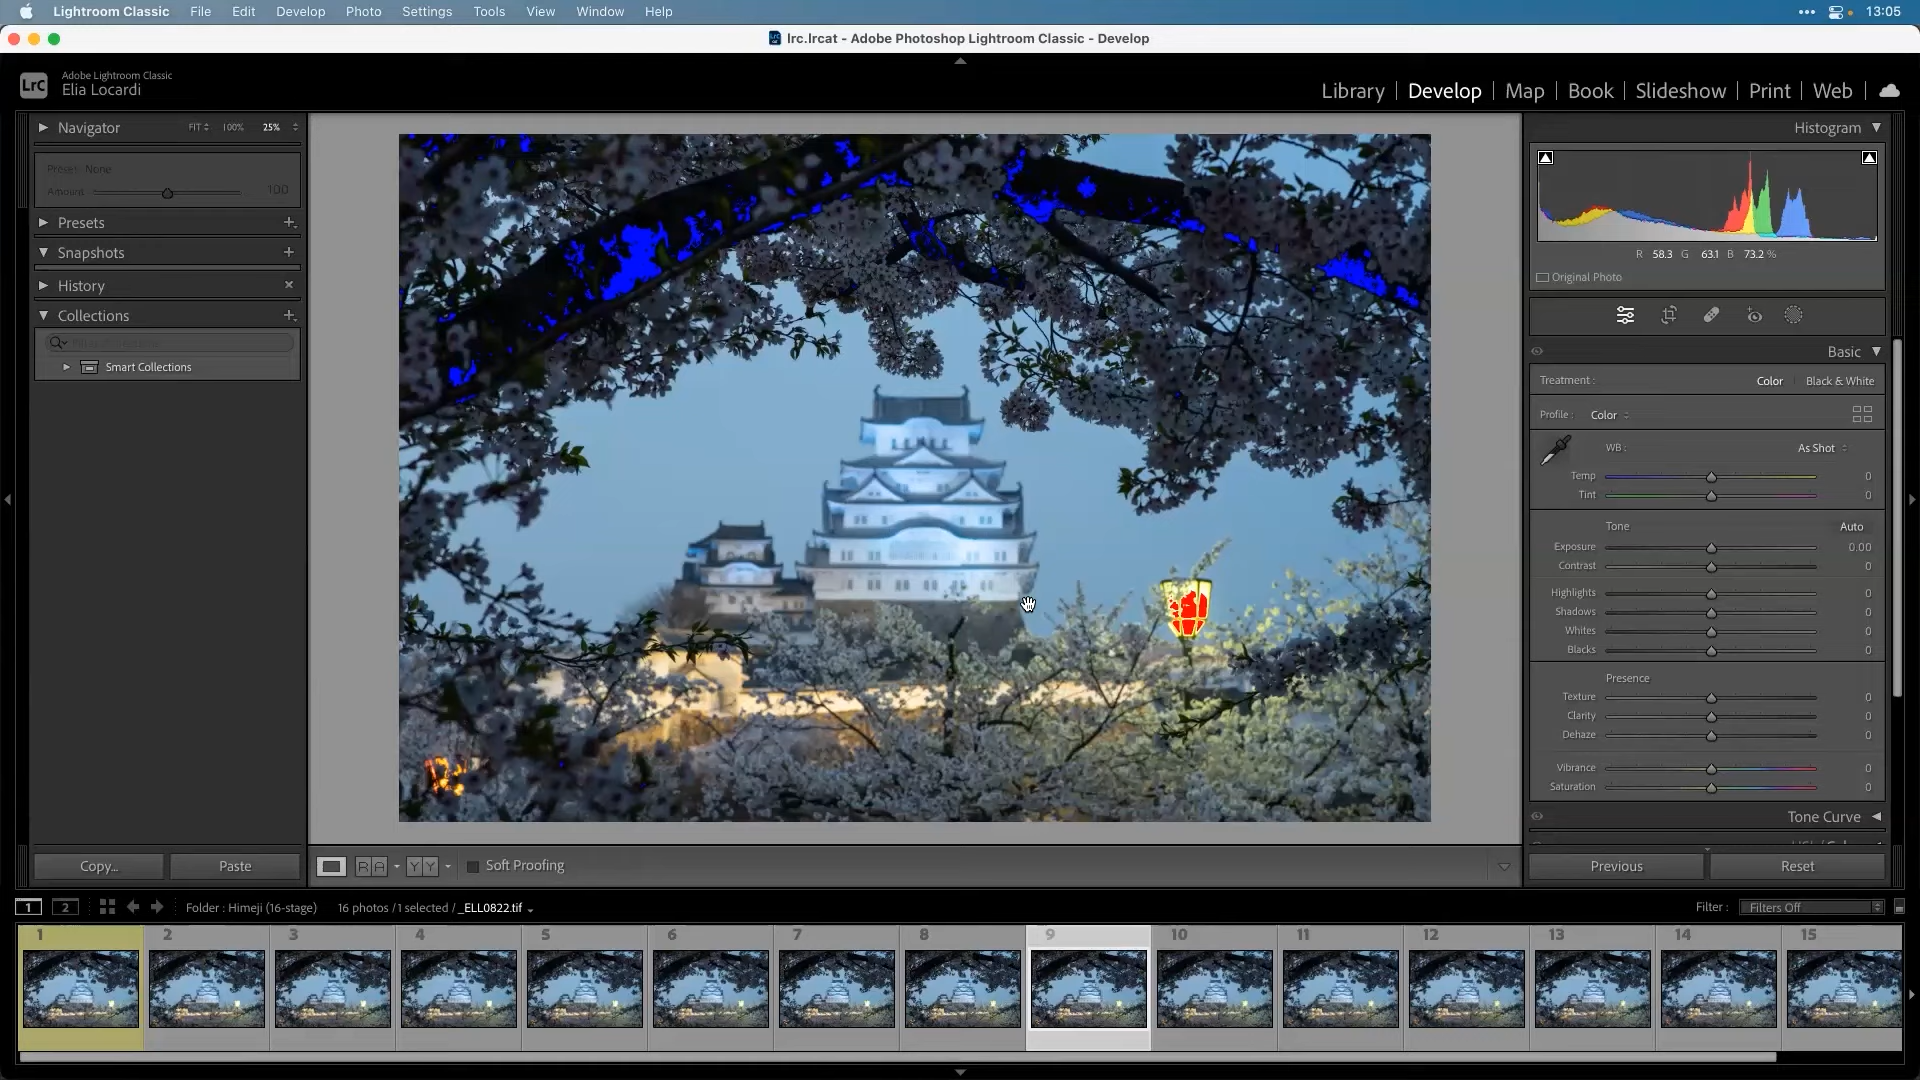 Lightroom Classic File Edit Develop Photo Settings Tools View Window Help 13:05
lrc.lrcat - Adobe Photoshop Lightroom Classic - Develop
LrC Adobe Lightroom Classic
Elia Locardi
Library Develop Map Book Slideshow Print Web
Navigator FIT 100% 25%
Preset: None
Amount 100
Presets
Snapshots
History
Collections
Smart Collections
Copy... Paste
Histogram
R 58.3 G 63.1 B 73.2 %
Original Photo
Basic
Treatment : Color Black & White
Profile : Color
WB : As Shot
Temp 0
Tint 0
Tone Auto
Exposure 0.00
Contrast 0
Highlights 0
Shadows 0
Whites 0
Blacks 0
Presence
Texture 0
Clarity 0
Dehaze 0
Vibrance 0
Saturation 0
Tone Curve
Previous Reset
R A Y Y Soft Proofing
1 2 Folder : Himeji (16-stage) 16 photos / 1 selected / _ELL0822.tif Filter : Filters Off
1 2 3 4 5 6 7 8 9 10 11 12 13 14 15